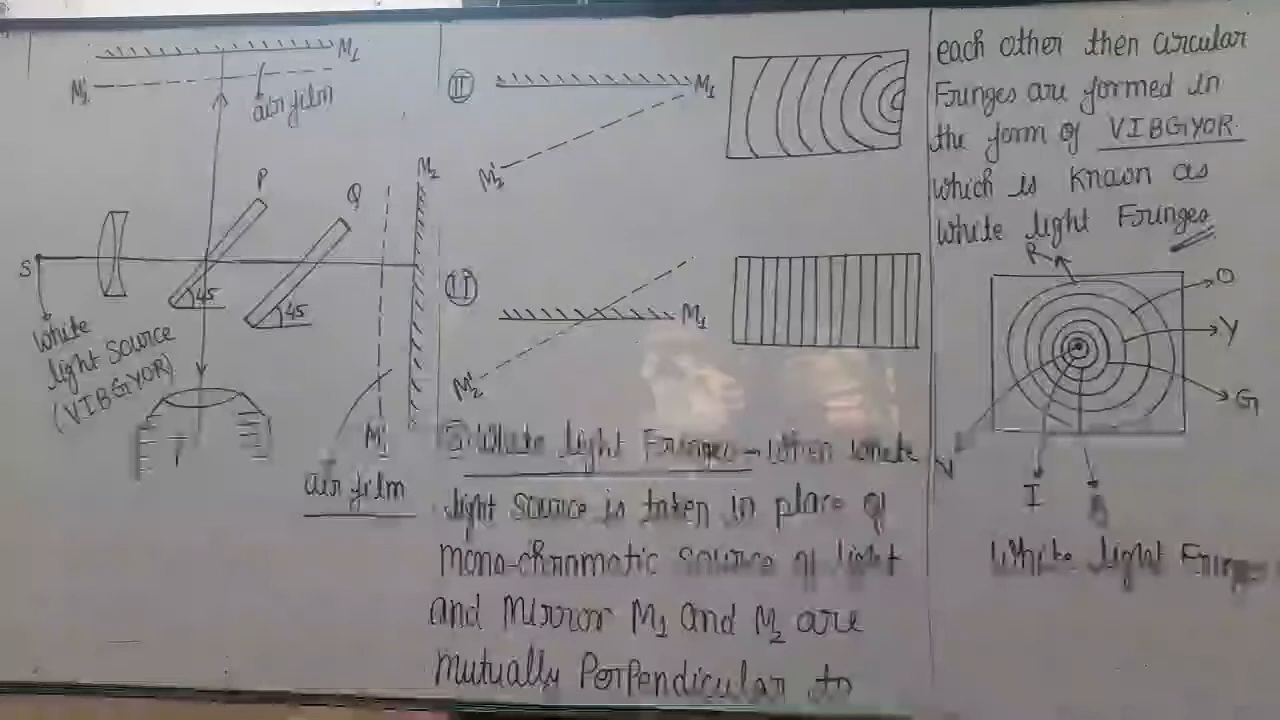 M1
M2'
air film
M2
P
Q
S
45
45
White
light Source
(VIBGYOR)
T
M1'
air film
II
M1
M2'
III
M1
M2'
White light Fringes - When white
light source is taken in place of
mono-chromatic source of light
and Mirror M1 and M2 are
Mutually Perpendicular to
each other then circular
Fringes are formed in
the form of VIBGYOR.
which is known as
White light Fringes
R
O
Y
G
V
I
B
White light Fringes